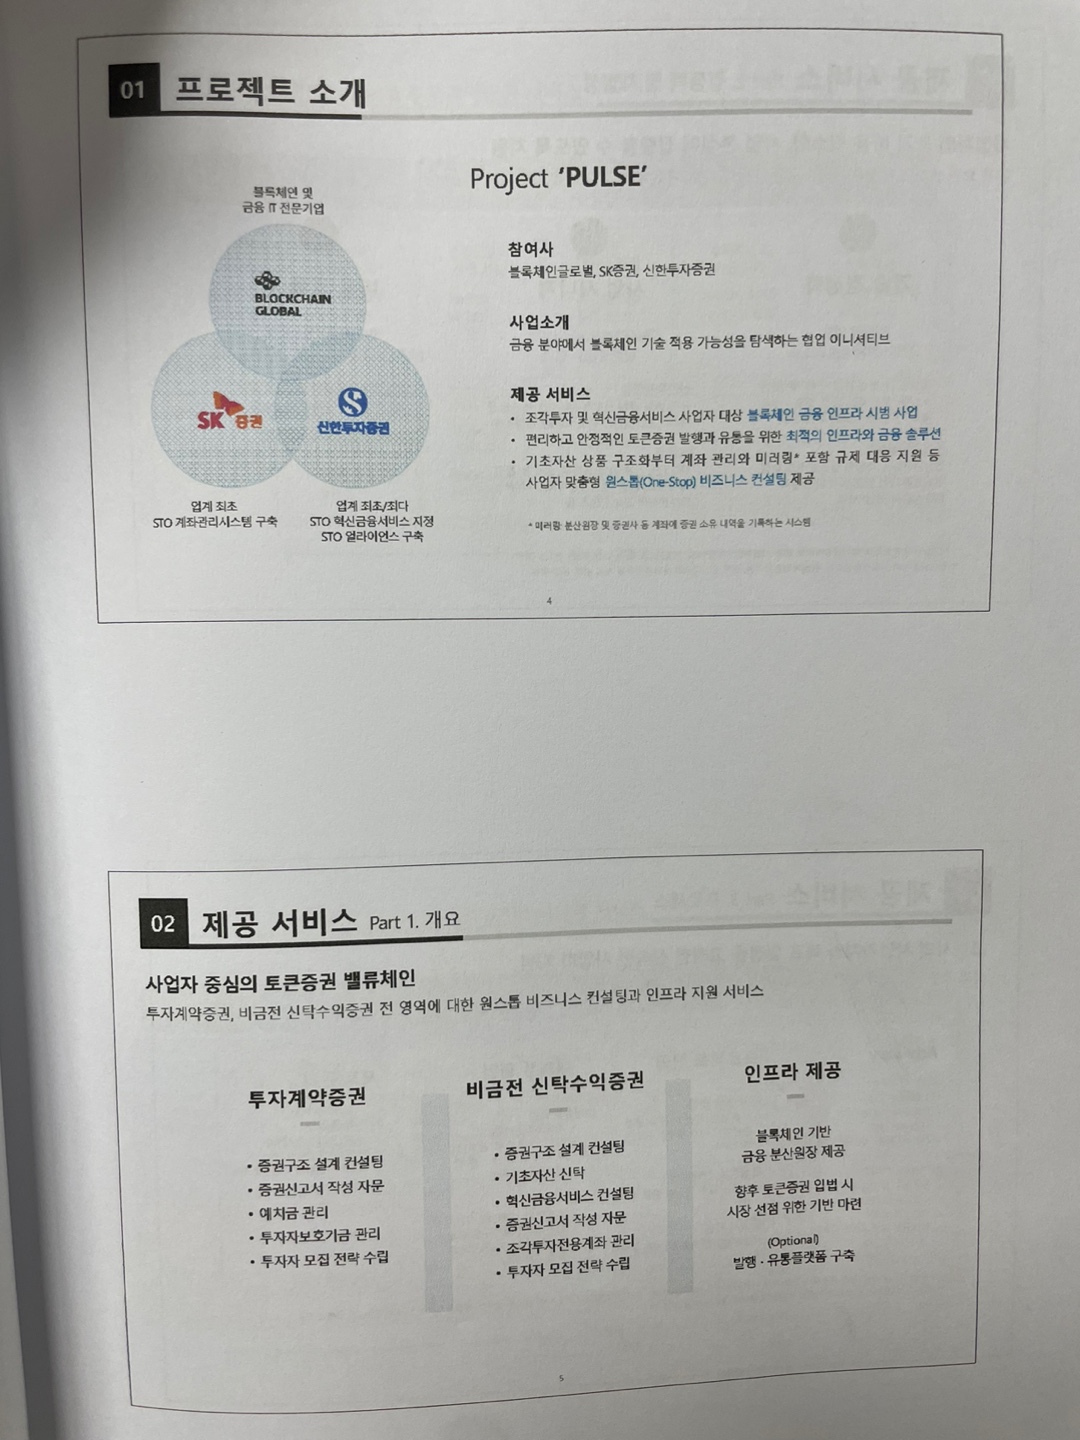 01 프로젝트 소개
Project ‘PULSE’
블록체인 및
금융 IT 전문기업
BLOCKCHAIN
GLOBAL
SK증권
신한투자증권
업계 최초
STO 계좌관리시스템 구축
업계 최초/최다
STO 혁신금융서비스 지정
STO 얼라이언스 구축
참여사
블록체인글로벌, SK증권, 신한투자증권
사업소개
금융 분야에서 블록체인 기술 적용 가능성을 탐색하는 협업 이니셔티브
제공 서비스
• 조각투자 및 혁신금융서비스 사업자 대상 블록체인 금융 인프라 시범 사업
• 편리하고 안정적인 토큰증권 발행과 유통을 위한 최적의 인프라와 금융 솔루션
• 기초자산 상품 구조화부터 계좌 관리와 미러링* 포함 규제 대응 지원 등
사업자 맞춤형 원스톱(One-Stop) 비즈니스 컨설팅 제공
* 미러링: 분산원장 및 증권사 등 계좌에 증권 소유 내역을 기록하는 시스템
4
02 제공 서비스 Part 1. 개요
사업자 중심의 토큰증권 밸류체인
투자계약증권, 비금전 신탁수익증권 전 영역에 대한 원스톱 비즈니스 컨설팅과 인프라 지원 서비스
투자계약증권
• 증권구조 설계 컨설팅
• 증권신고서 작성 자문
• 예치금 관리
• 투자자보호기금 관리
• 투자자 모집 전략 수립
비금전 신탁수익증권
• 증권구조 설계 컨설팅
• 기초자산 신탁
• 혁신금융서비스 컨설팅
• 증권신고서 작성 자문
• 조각투자전용계좌 관리
• 투자자 모집 전략 수립
인프라 제공
블록체인 기반
금융 분산원장 제공
향후 토큰증권 입법 시
시장 선점 위한 기반 마련
(Optional)
발행 · 유통플랫폼 구축
5